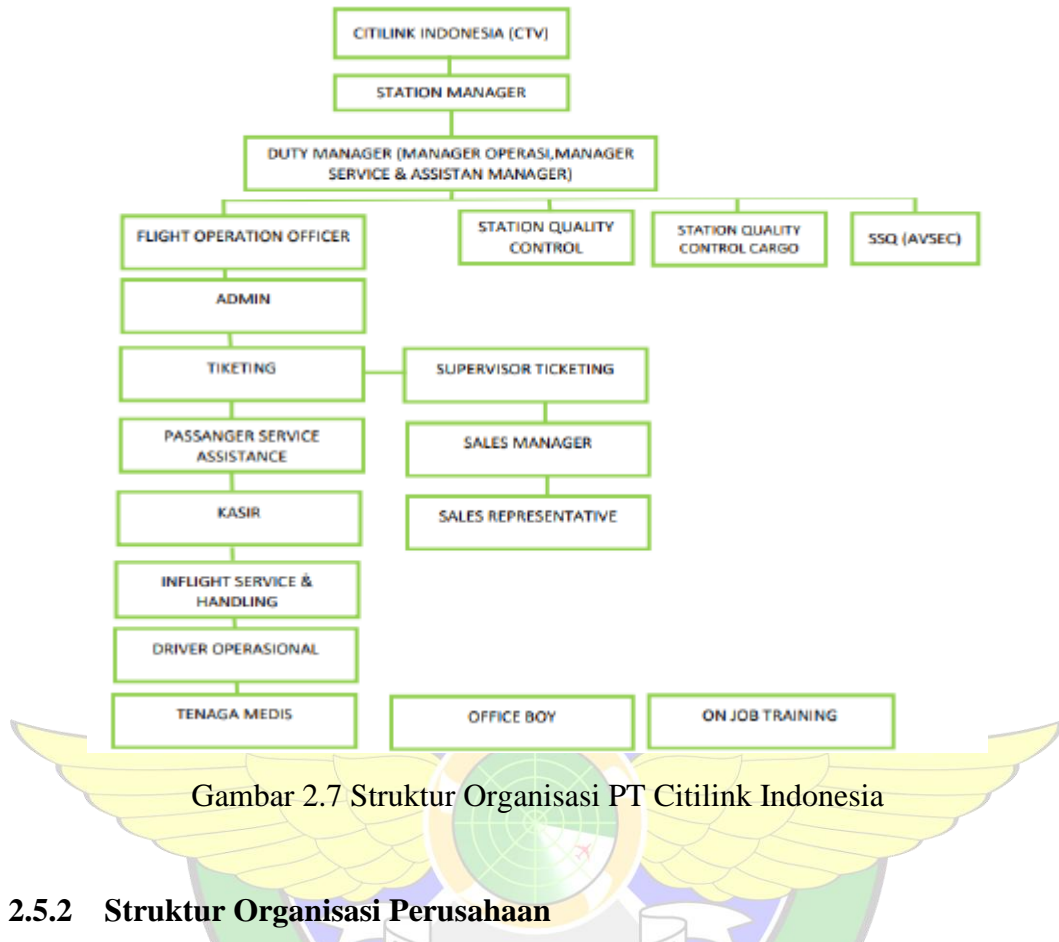 CITILINK INDONESIA (CTV)
STATION MANAGER
DUTY MANAGER (MANAGER OPERASI,MANAGER
SERVICE & ASSISTAN MANAGER)
FLIGHT OPERATION OFFICER
STATION QUALITY
CONTROL
STATION QUALITY
CONTROL CARGO
SSQ (AVSEC)
ADMIN
TIKETING
SUPERVISOR TICKETING
PASSANGER SERVICE
ASSISTANCE
SALES MANAGER
KASIR
SALES REPRESENTATIVE
INFLIGHT SERVICE &
HANDLING
DRIVER OPERASIONAL
TENAGA MEDIS
OFFICE BOY
ON JOB TRAINING
Gambar 2.7 Struktur Organisasi PT Citilink Indonesia
2.5.2 Struktur Organisasi Perusahaan